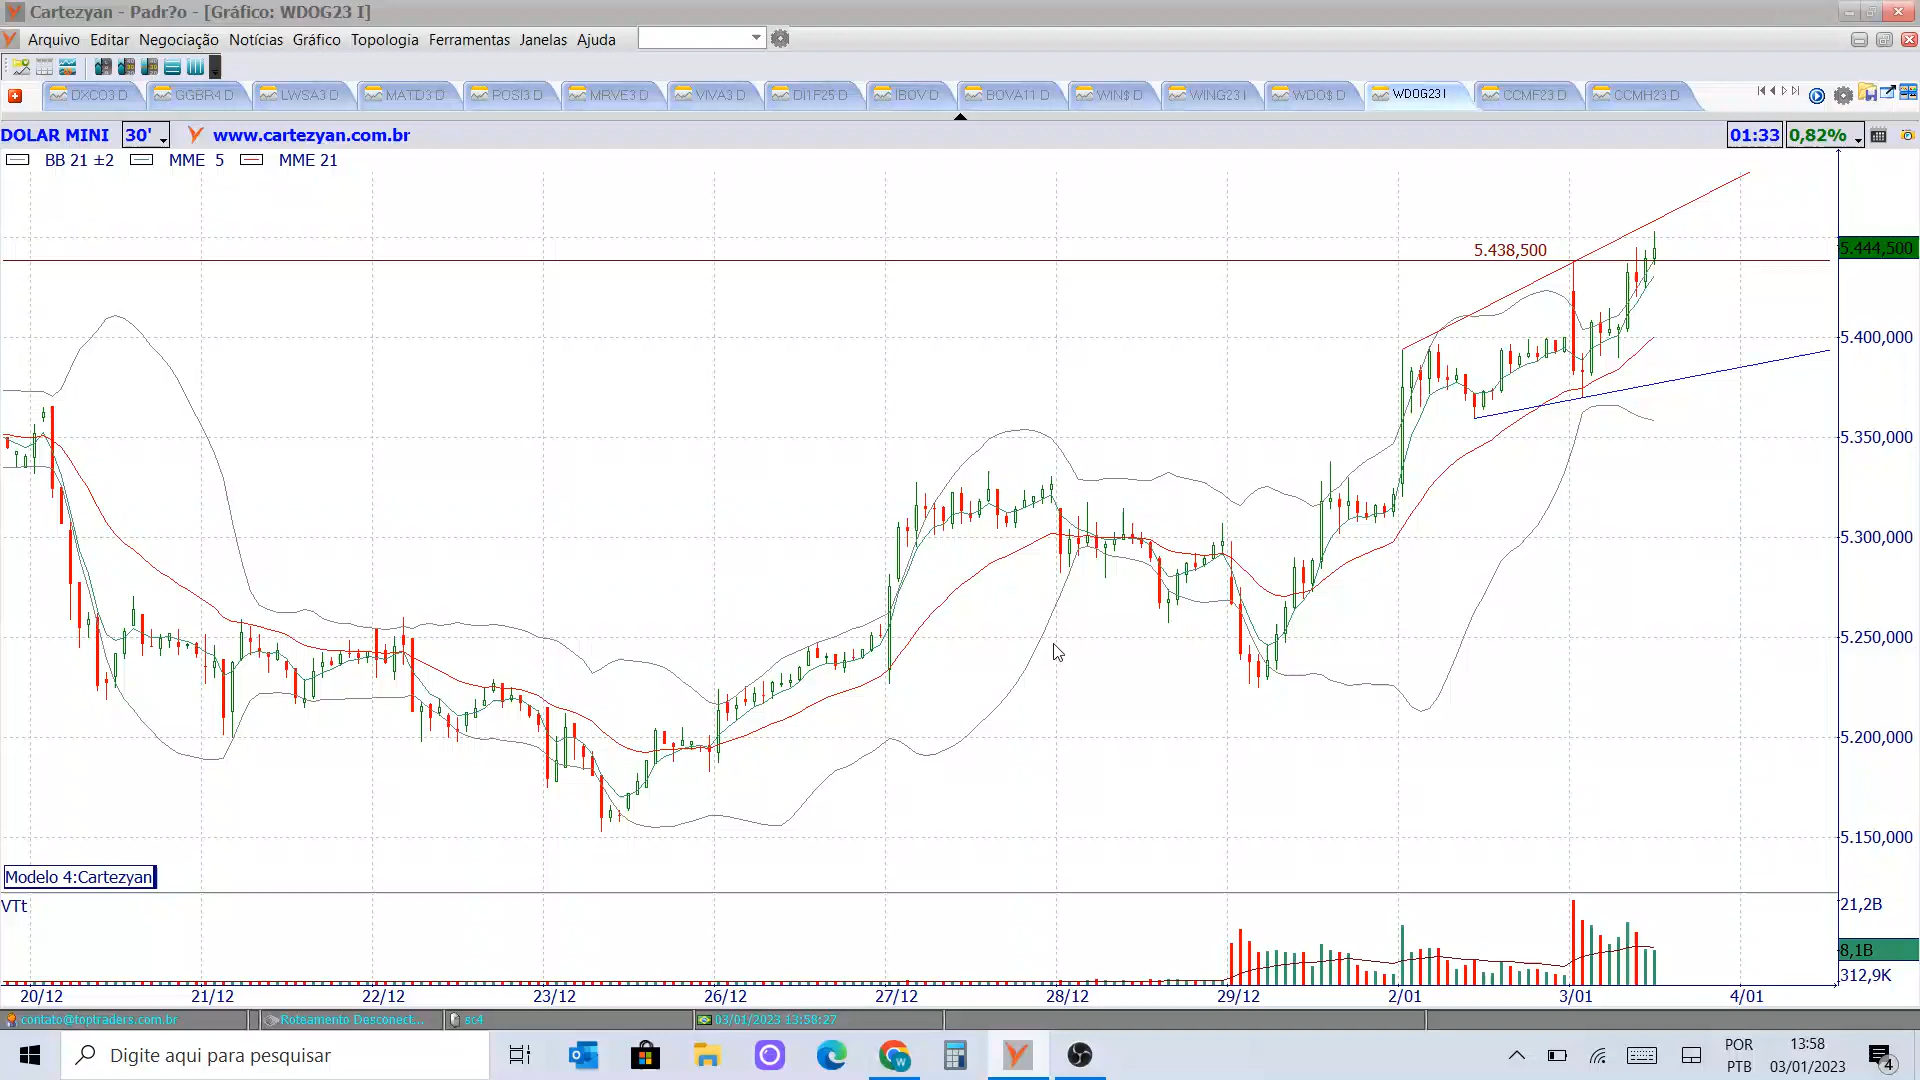 Cartezyan - Padr?o - [Gráfico: WDOG23 I]
Arquivo Editar Negociação Notícias Gráfico Topologia Ferramentas Janelas Ajuda
DXCO3 D GGBR4 D LWSA3 D MATD3 D POSI3 D MRVE3 D VIVA3 D DI1F25 D IBOV D BOVA11 D WIN$ D WING23 I WDO$ D WDOG23 I CCMF23 D CCMH23 D
DOLAR MINI 30' www.cartezyan.com.br 01:33 0,82%
BB 21 ±2 MME 5 MME 21
5.438,500
5.444,500
5.400,000
5.350,000
5.300,000
5.250,000
5.200,000
5.150,000
Modelo 4:Cartezyan
VTt
21,2B
8,1B
312,9K
20/12 21/12 22/12 23/12 26/12 27/12 28/12 29/12 2/01 3/01 4/01
contato@toptraders.com.br Roteamento Desconect... sc4 03/01/2023 13:58:27
Digite aqui para pesquisar
POR
PTB
13:58
03/01/2023
4